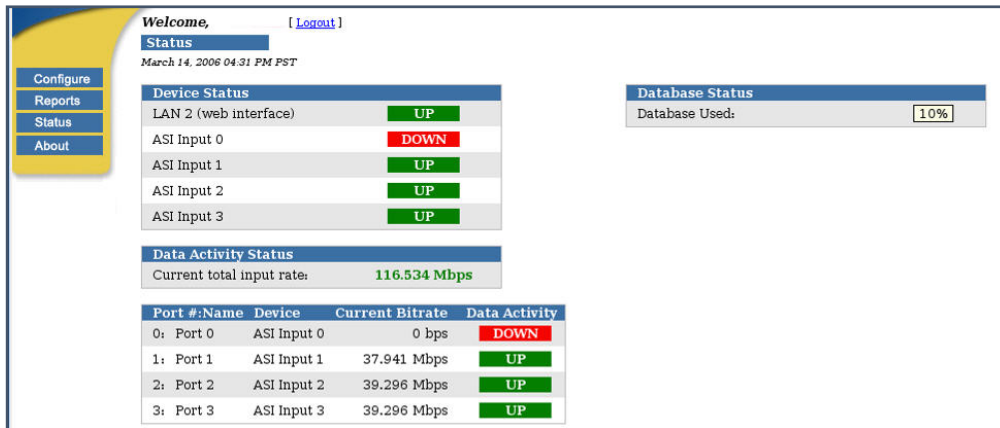 Welcome, [ Logout ]
Status
March 14, 2006 04:31 PM PST
Configure
Reports
Status
About
Device Status
LAN 2 (web interface) UP
ASI Input 0 DOWN
ASI Input 1 UP
ASI Input 2 UP
ASI Input 3 UP
Database Status
Database Used: 10%
Data Activity Status
Current total input rate: 116.534 Mbps
Port #:Name Device Current Bitrate Data Activity
0: Port 0 ASI Input 0 0 bps DOWN
1: Port 1 ASI Input 1 37.941 Mbps UP
2: Port 2 ASI Input 2 39.296 Mbps UP
3: Port 3 ASI Input 3 39.296 Mbps UP